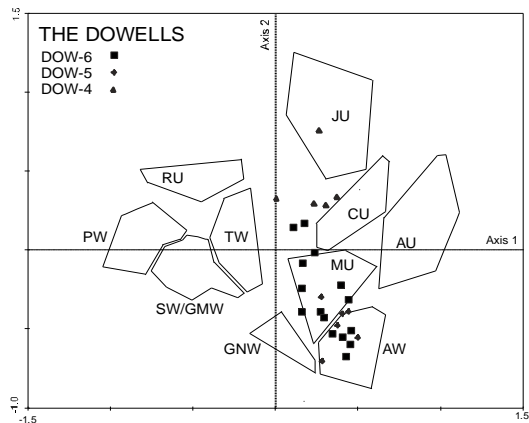 1.5
THE DOWELLS
DOW-6
DOW-5
DOW-4
Axis 2
JU
RU
CU
PW
TW
AU
Axis 1
MU
SW/GMW
GNW
AW
-1.0
-1.5
1.5